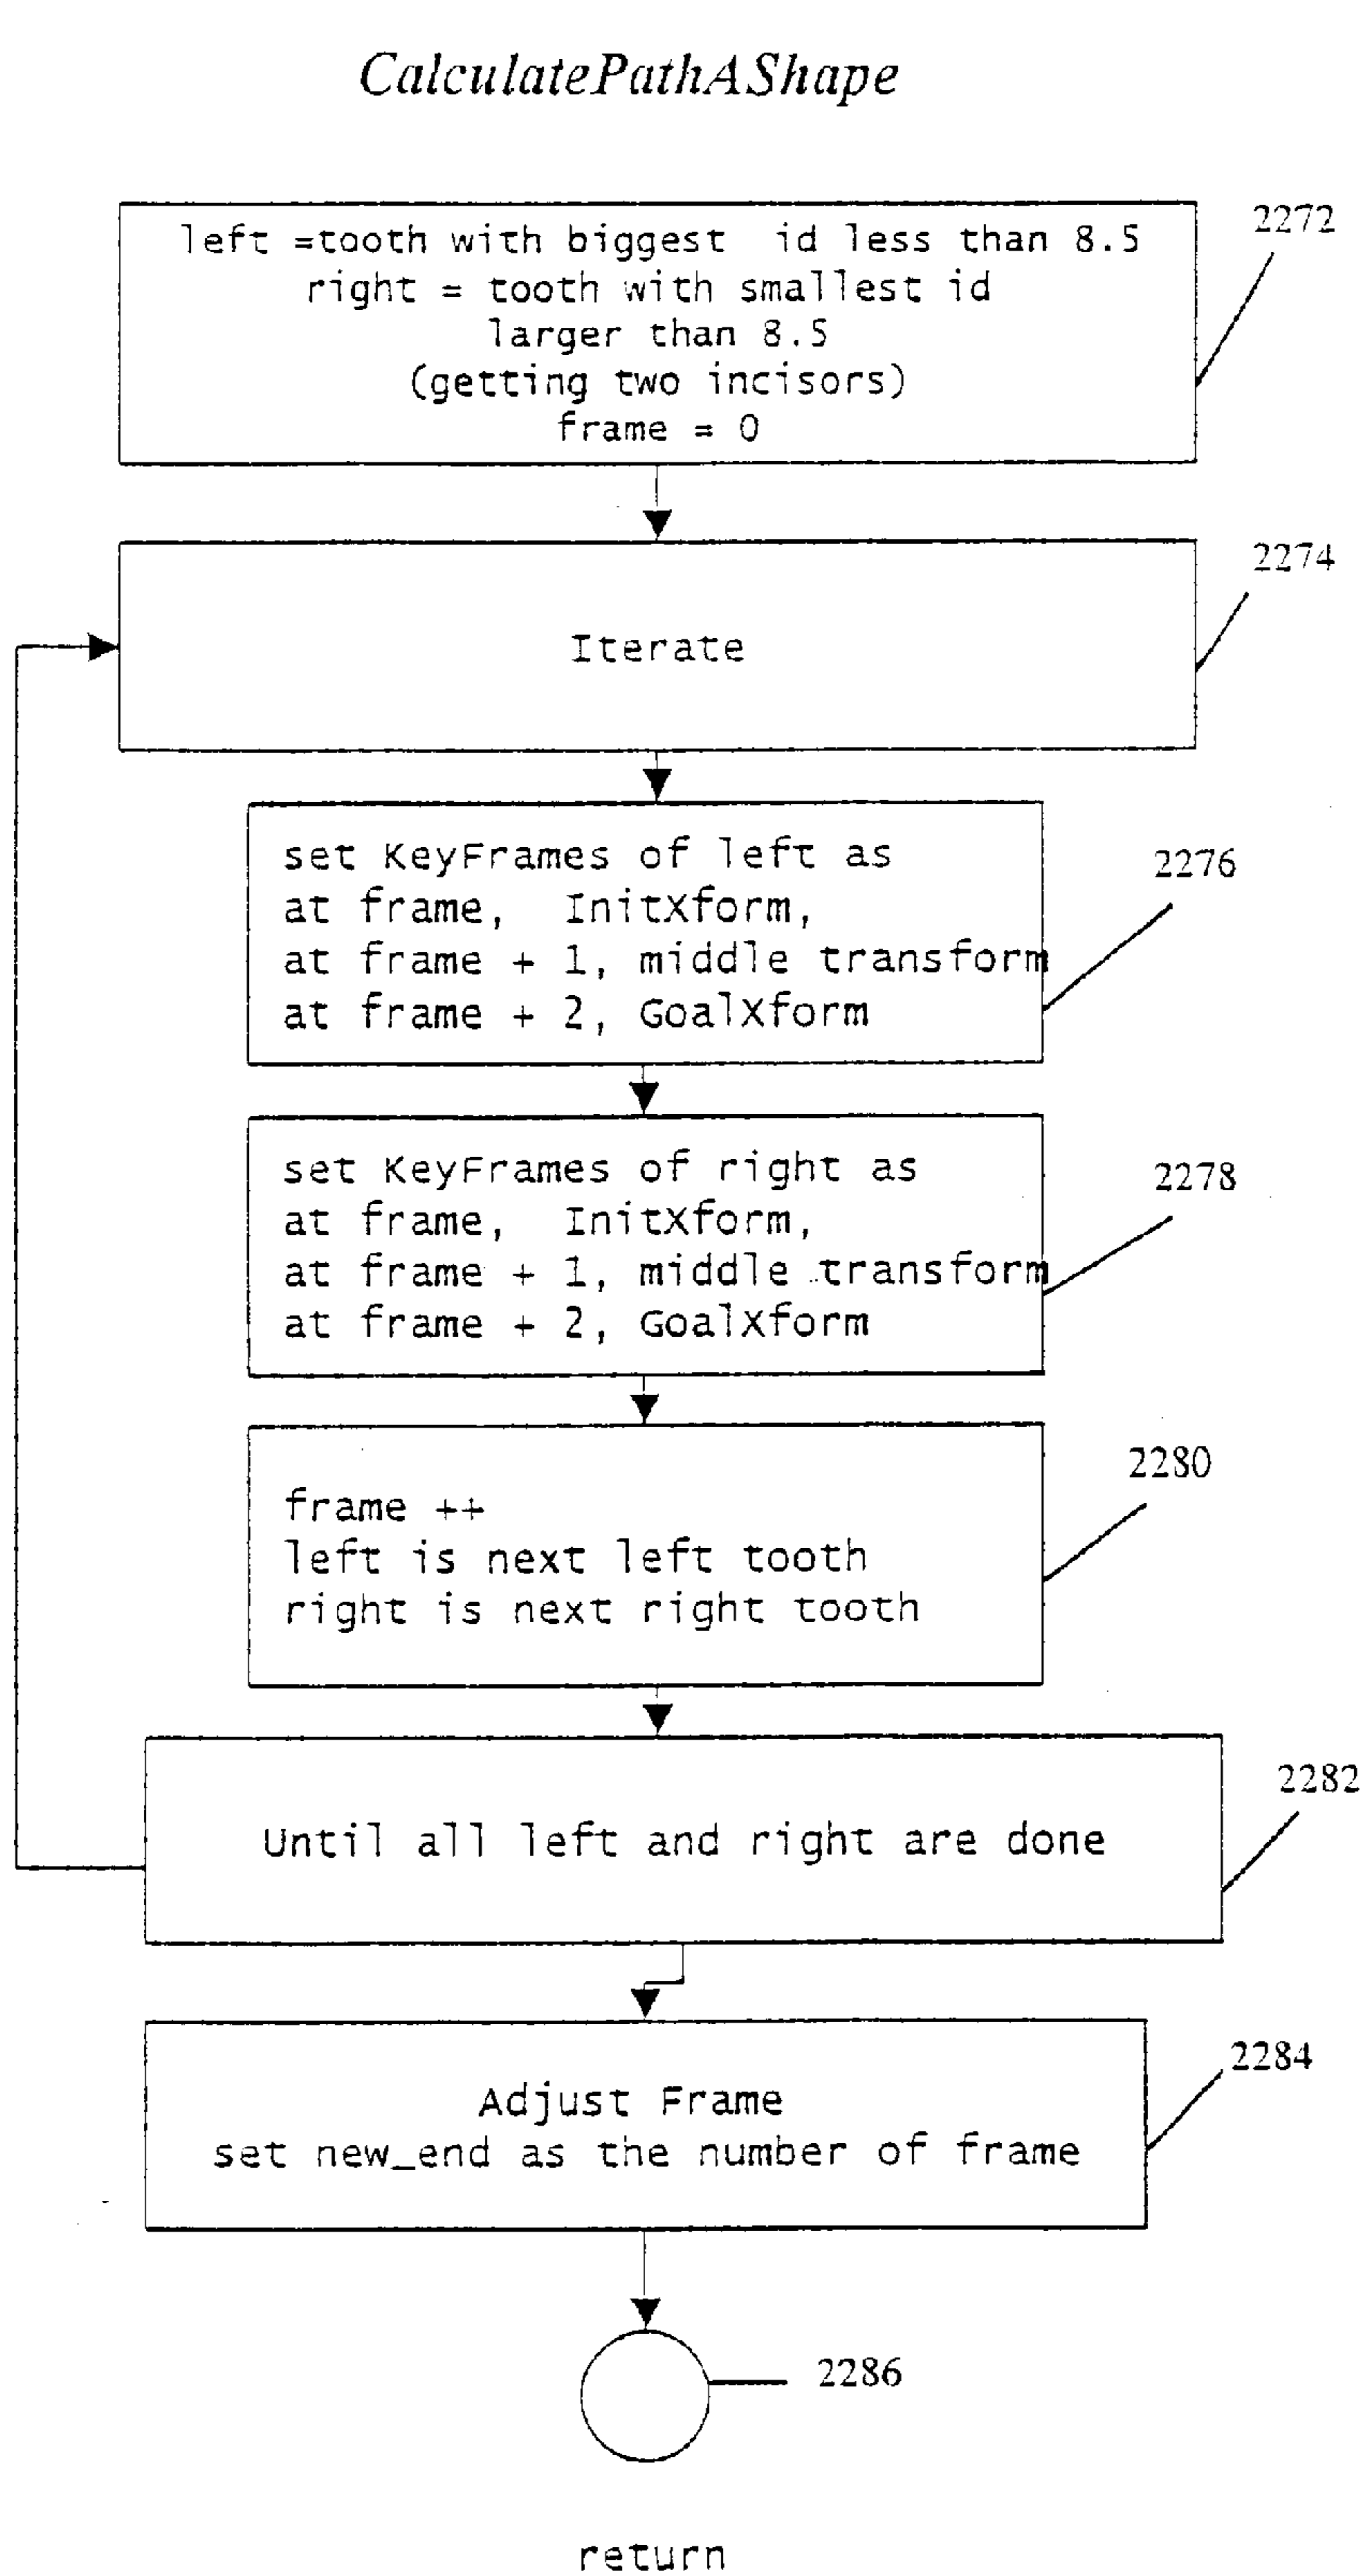 CalculatePathAShape
left =tooth with biggest id less than 8.5
right = tooth with smallest id
larger than 8.5
(getting two incisors)
frame = 0
2272
Iterate
2274
set KeyFrames of left as
at frame, InitXform,
at frame + 1, middle transform
at frame + 2, GoalXform
2276
set KeyFrames of right as
at frame, InitXform,
at frame + 1, middle transform
at frame + 2, GoalXform
2278
frame ++
left is next left tooth
right is next right tooth
2280
Until all left and right are done
2282
Adjust Frame
set new_end as the number of frame
2284
2286
return